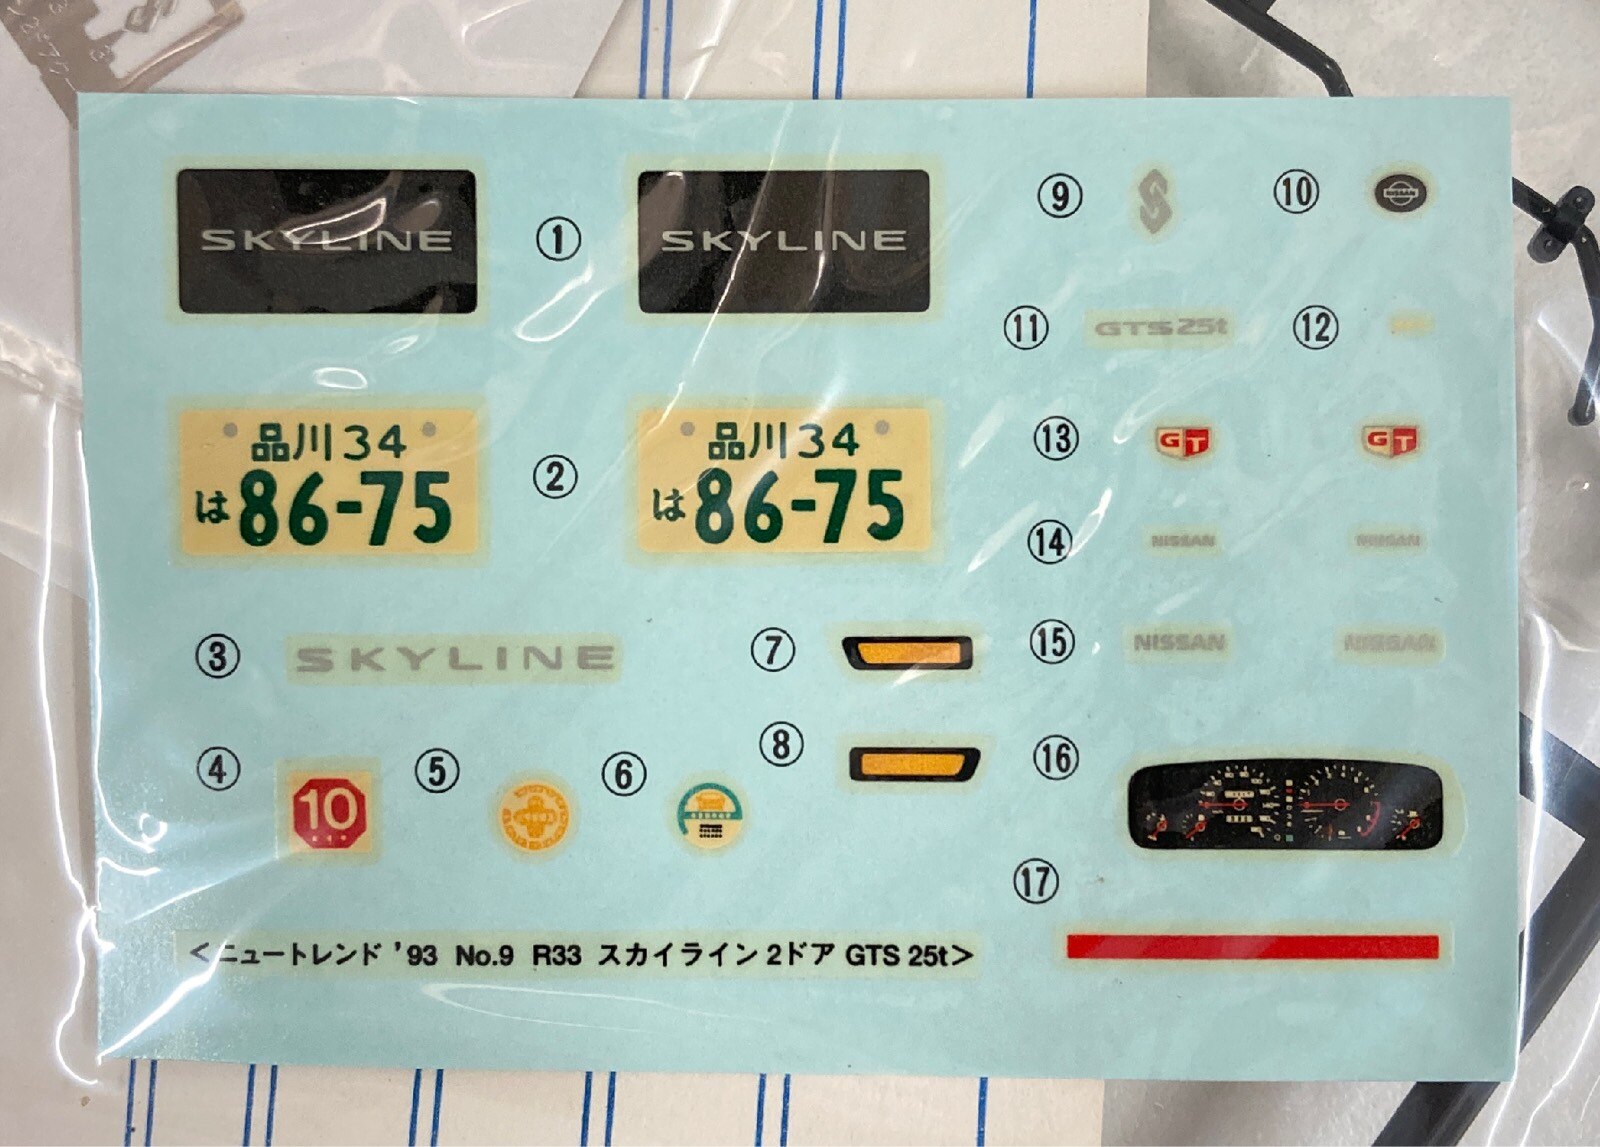 SKYLINE
①
SKYLINE
⑨
⑩
⑪
GTS25t
⑫
品川34
は86-75
②
品川34
は86-75
⑬
GT
GT
⑭
NISSAN
NISSAN
③
SKYLINE
⑦
⑮
NISSAN
NISSAN
④
10
⑤
⑥
⑧
⑯
⑰
<ニュートレンド '93 No.9 R33 スカイライン2ドア GTS 25t>